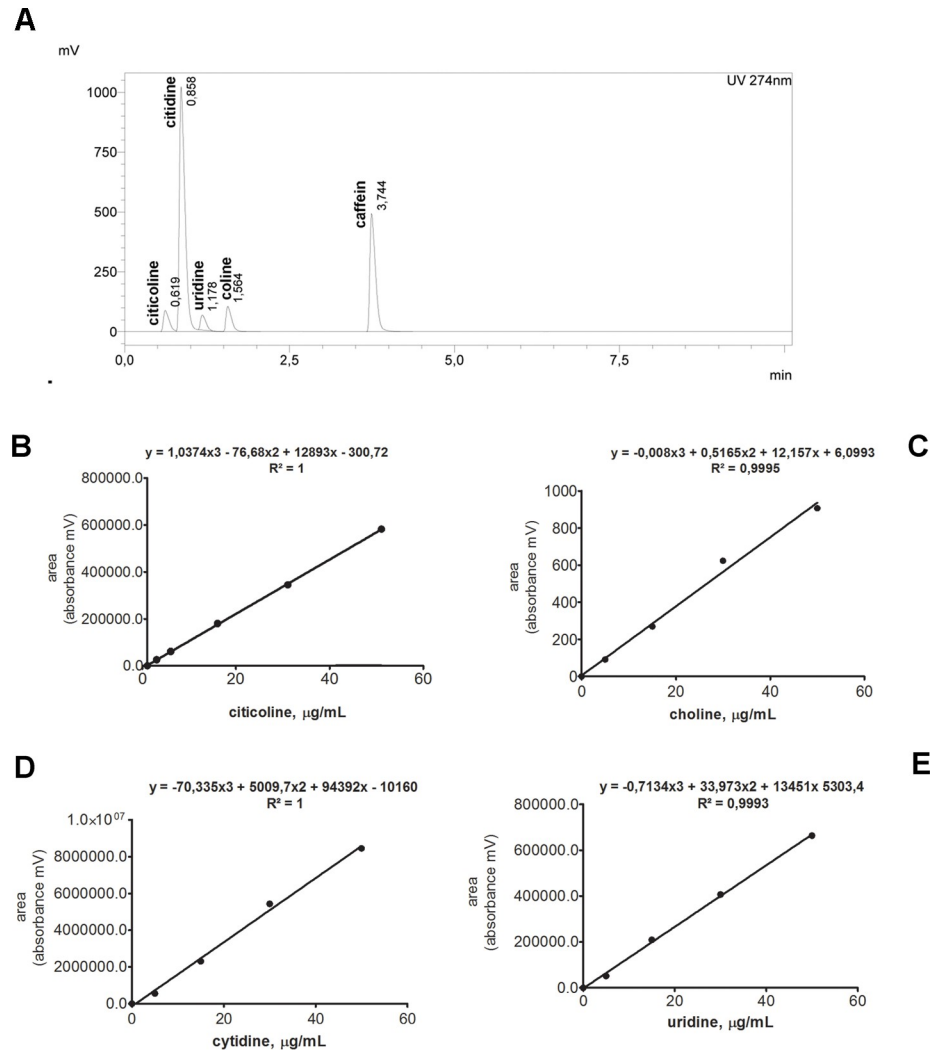 A
mV
UV 274nm
1000
750
500
250
0
citicoline
0,619
citidine
0,858
uridine
1,178
coline
1,564
caffein
3,744
0,0
2,5
5,0
7,5
min
B
y = 1,0374x3 - 76,68x2 + 12893x - 300,72
R² = 1
800000.0
600000.0
400000.0
200000.0
0.0
area
(absorbance mV)
0
20
40
60
citicoline, μg/mL
C
y = -0,008x3 + 0,5165x2 + 12,157x + 6,0993
R² = 0,9995
1000
800
600
400
200
0
area
(absorbance mV)
0
20
40
60
choline, μg/mL
D
y = -70,335x3 + 5009,7x2 + 94392x - 10160
R² = 1
1.0×10⁰⁷
8000000.0
6000000.0
4000000.0
2000000.0
0.0
area
(absorbance mV)
0
20
40
60
cytidine, μg/mL
E
y = -0,7134x3 + 33,973x2 + 13451x 5303,4
R² = 0,9993
800000.0
600000.0
400000.0
200000.0
0.0
area
(absorbance mV)
0
20
40
60
uridine, μg/mL